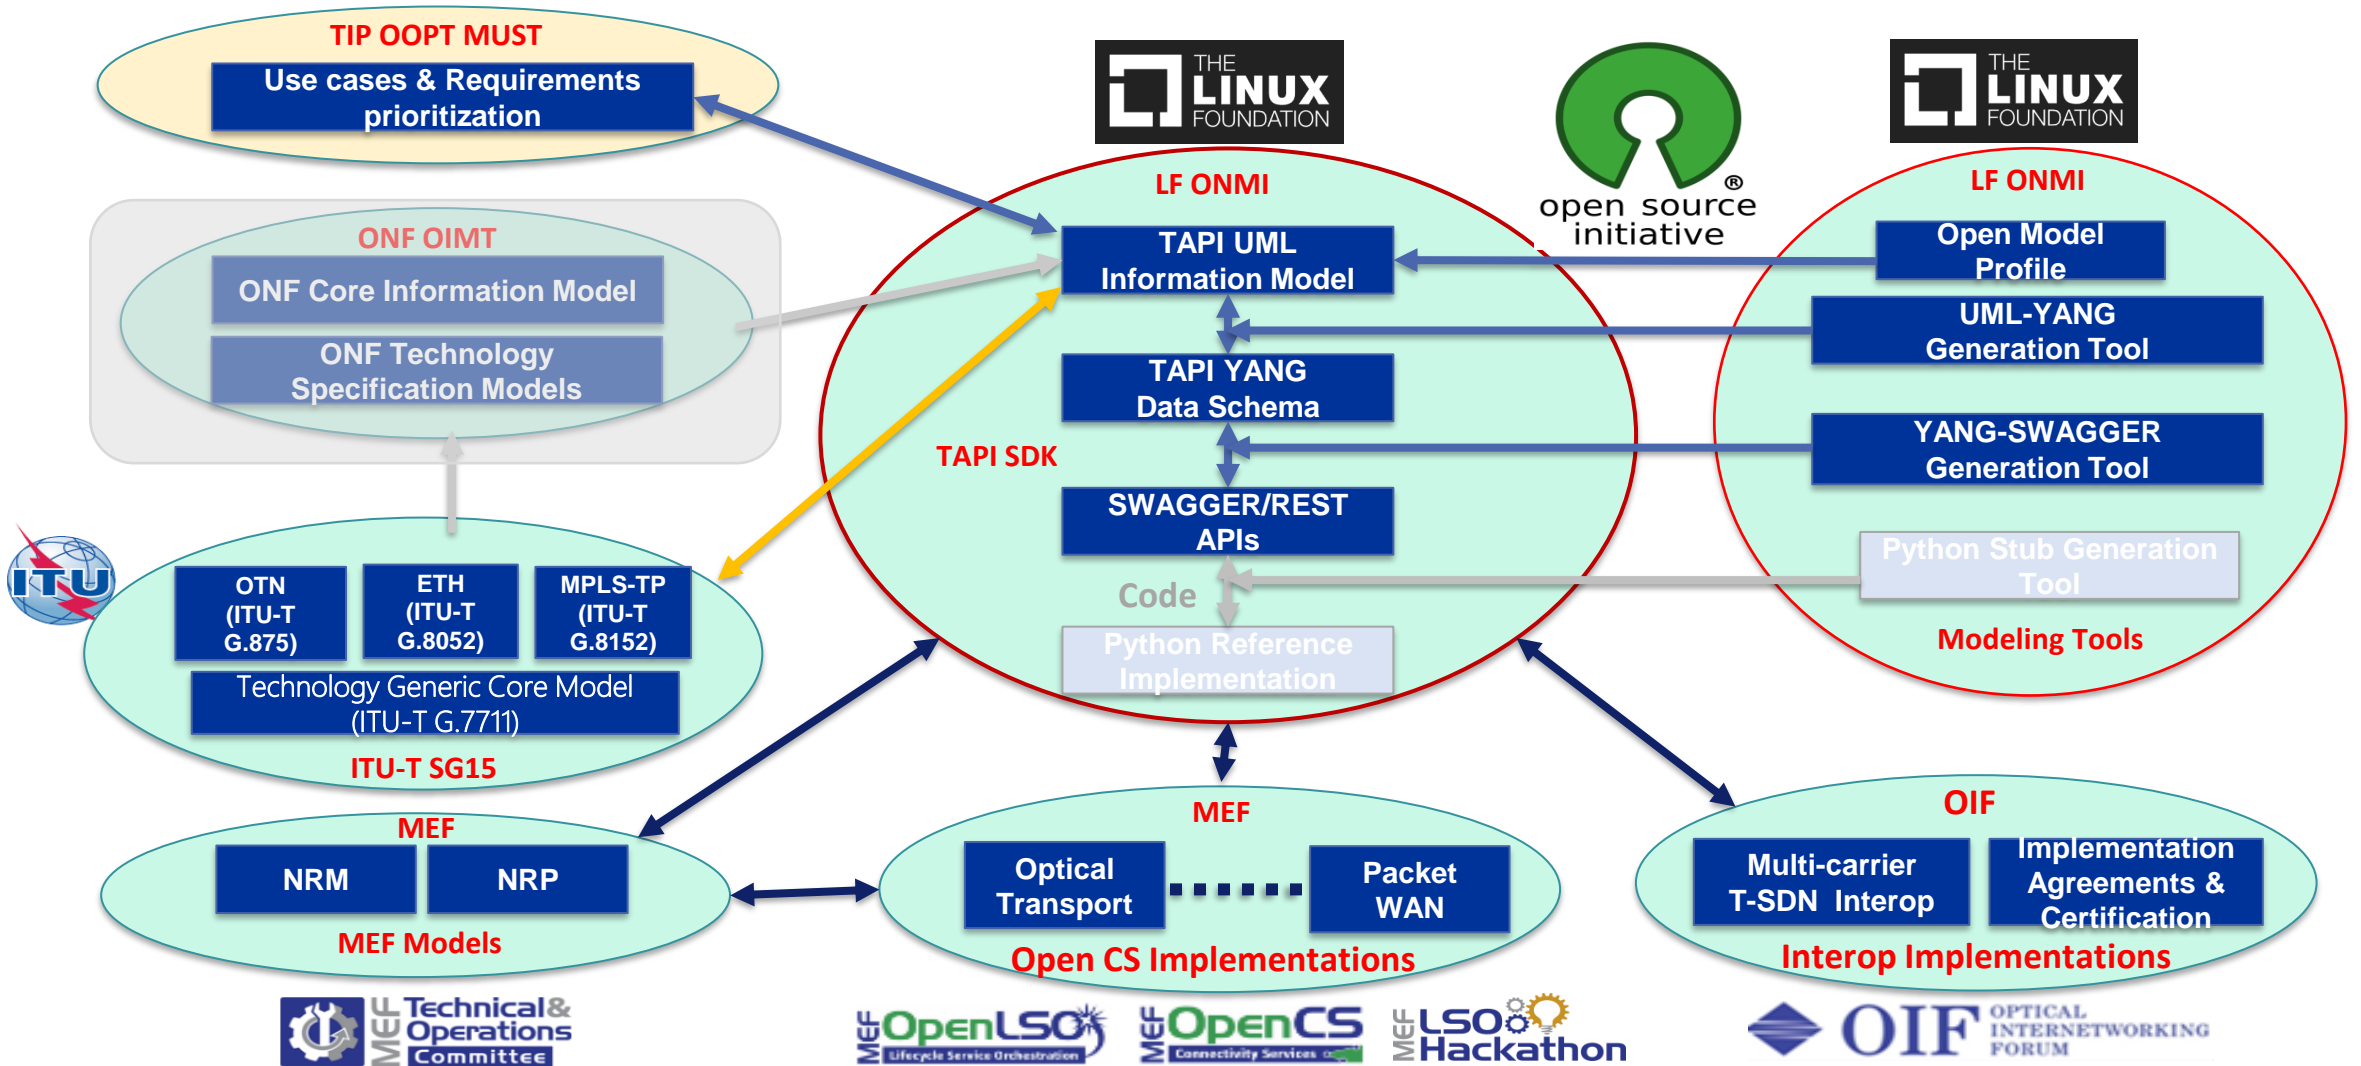 TIP OOPT MUST
Use cases & Requirements
prioritization
THE
LINUX
FOUNDATION
open source
initiative
®
THE
LINUX
FOUNDATION
ONF OIMT
ONF Core Information Model
ONF Technology
Specification Models
LF ONMI
TAPI UML
Information Model
TAPI YANG
Data Schema
TAPI SDK
SWAGGER/REST
APIs
Code
Python Reference
Implementation
LF ONMI
Open Model
Profile
UML-YANG
Generation Tool
YANG-SWAGGER
Generation Tool
Python Stub Generation
Tool
Modeling Tools
ITU
OTN
(ITU-T
G.875)
ETH
(ITU-T
G.8052)
MPLS-TP
(ITU-T
G.8152)
Technology Generic Core Model
(ITU-T G.7711)
ITU-T SG15
MEF
NRM
NRP
MEF Models
MEF
Optical
Transport
Packet
WAN
Open CS Implementations
OIF
Multi-carrier
T-SDN Interop
Implementation
Agreements &
Certification
Interop Implementations
MEF
Technical&
Operations
Committee
MEF
OpenLSO
Lifecycle Service Orchestration
MEF
OpenCS
Connectivity Services
MEF
LSO
Hackathon
OIF
OPTICAL
INTERNETWORKING
FORUM